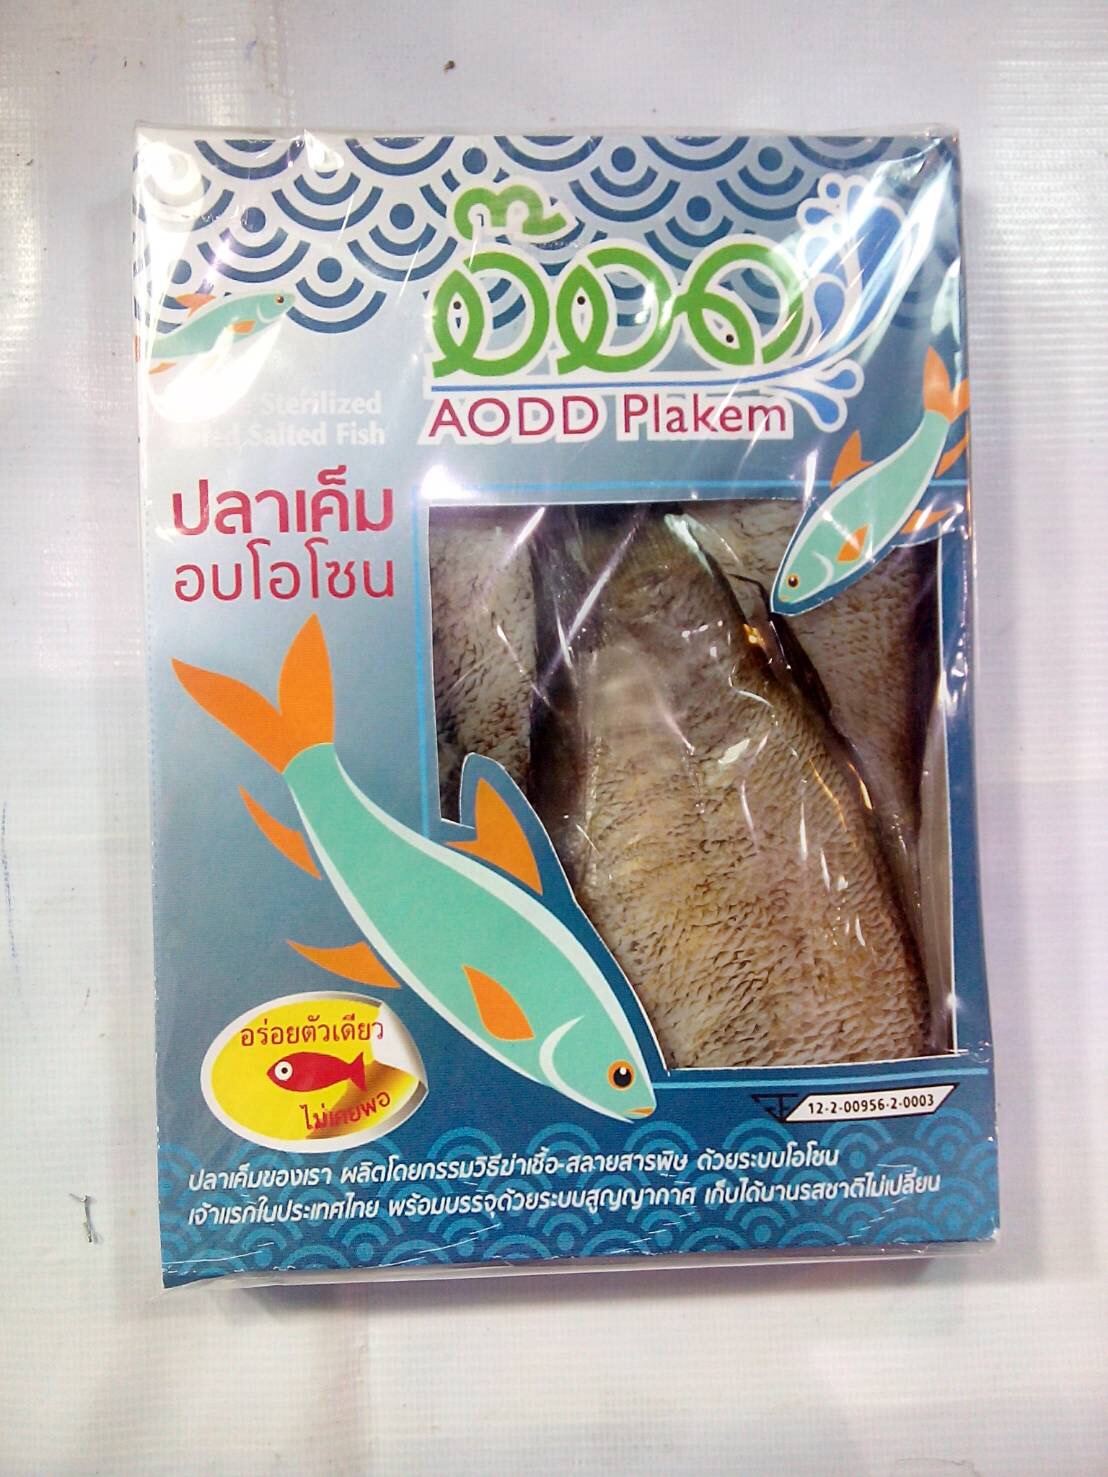 อ๊อด
AODD Plakem
Sterilized
Salted Fish
ปลาเค็ม
อบโอโซน
อร่อยตัวเดียว
ไม่เคยพอ
12-2-00956-2-0003
ปลาเค็มของเรา ผลิตโดยกรรมวิธีฆ่าเชื้อ-สลายสารพิษ ด้วยระบบโอโซน
เจ้าแรกในประเทศไทย พร้อมบรรจุด้วยระบบสูญญากาศ เก็บได้นานรสชาติไม่เปลี่ยน